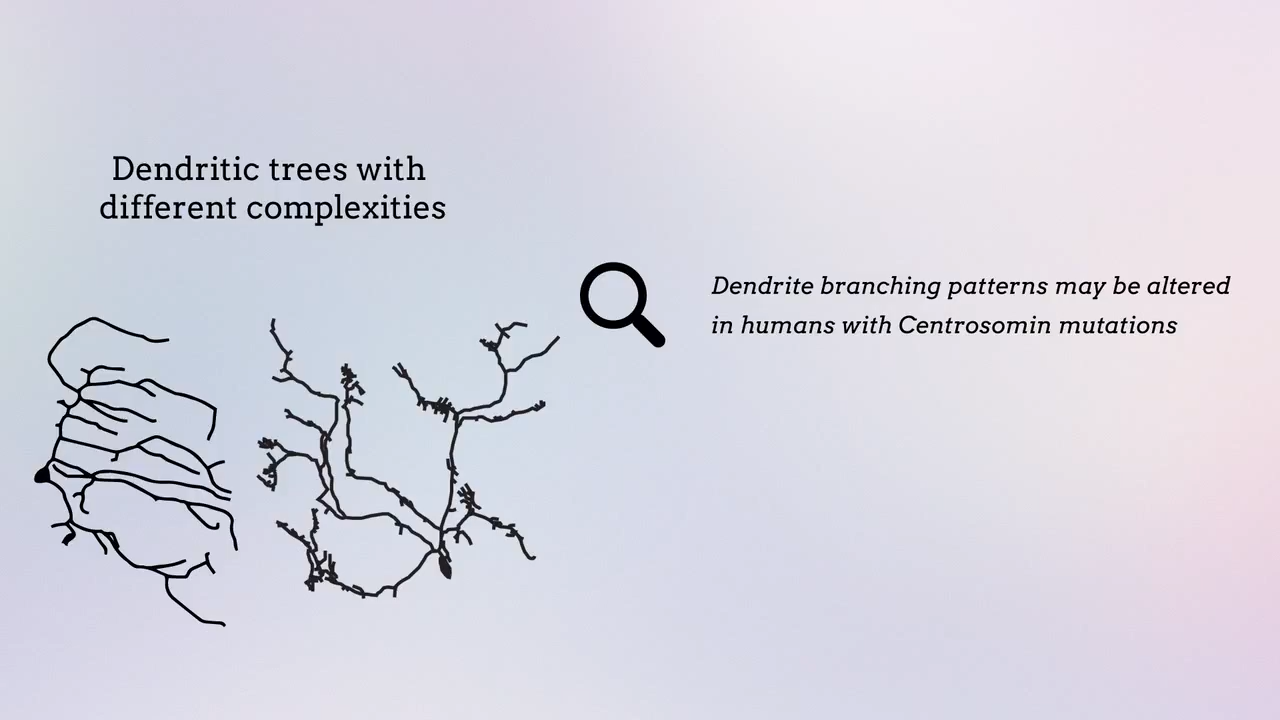 Dendritic trees with
different complexities
Dendrite branching patterns may be altered
in humans with Centrosomin mutations